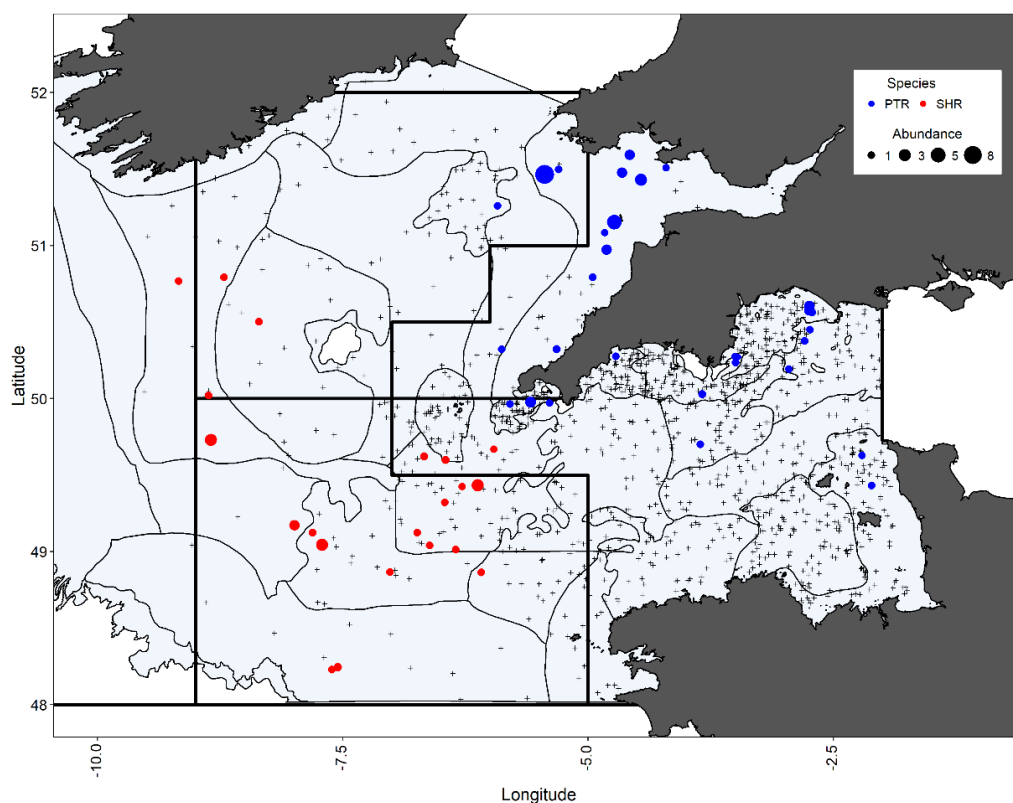 Species
PTR SHR
Abundance
1 3 5 8
52
51
50
49
48
Latitude
-10.0 -7.5 -5.0 -2.5
Longitude